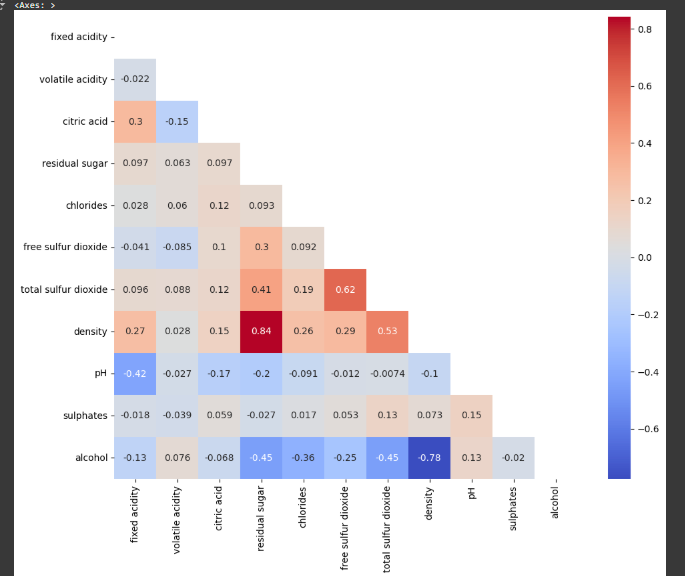 <Axes: >
fixed acidity
volatile acidity -0.022
citric acid 0.3 -0.15
residual sugar 0.097 0.063 0.097
chlorides 0.028 0.06 0.12 0.093
free sulfur dioxide -0.041 -0.085 0.1 0.3 0.092
total sulfur dioxide 0.096 0.088 0.12 0.41 0.19 0.62
density 0.27 0.028 0.15 0.84 0.26 0.29 0.53
pH -0.42 -0.027 -0.17 -0.2 -0.091 -0.012 -0.0074 -0.1
sulphates -0.018 -0.039 0.059 -0.027 0.017 0.053 0.13 0.073 0.15
alcohol -0.13 0.076 -0.068 -0.45 -0.36 -0.25 -0.45 -0.78 0.13 -0.02
fixed acidity
volatile acidity
citric acid
residual sugar
chlorides
free sulfur dioxide
total sulfur dioxide
density
pH
sulphates
alcohol
0.8
0.6
0.4
0.2
0.0
−0.2
−0.4
−0.6